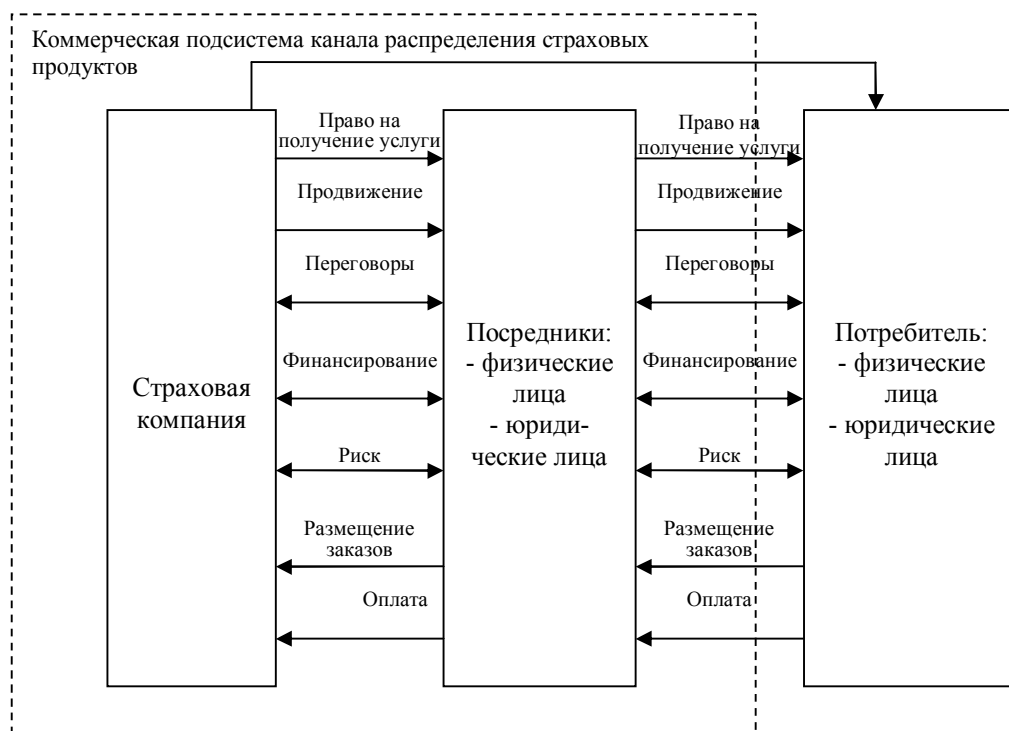 Коммерческая подсистема канала распределения страховых
продуктов
Право на
получение услуги
Право на
получение услуги
Продвижение
Продвижение
Переговоры
Переговоры
Финансирование
Финансирование
Риск
Риск
Размещение
заказов
Размещение
заказов
Оплата
Оплата
Страховая
компания
Посредники:
- физические
лица
- юриди-
ческие лица
Потребитель:
- физические
лица
- юридические
лица